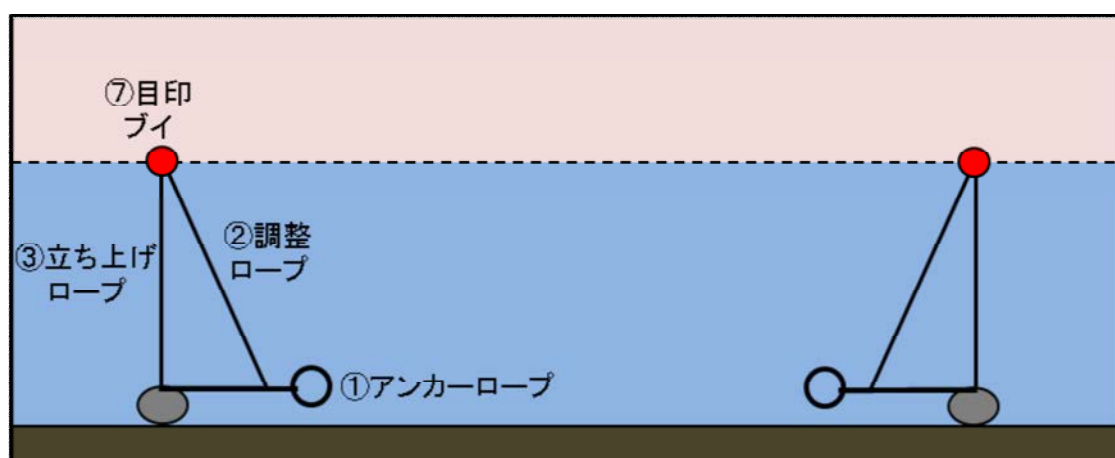 ⑦目印
ブイ
②調整
ロープ
③立ち上げ
ロープ
①アンカーロープ